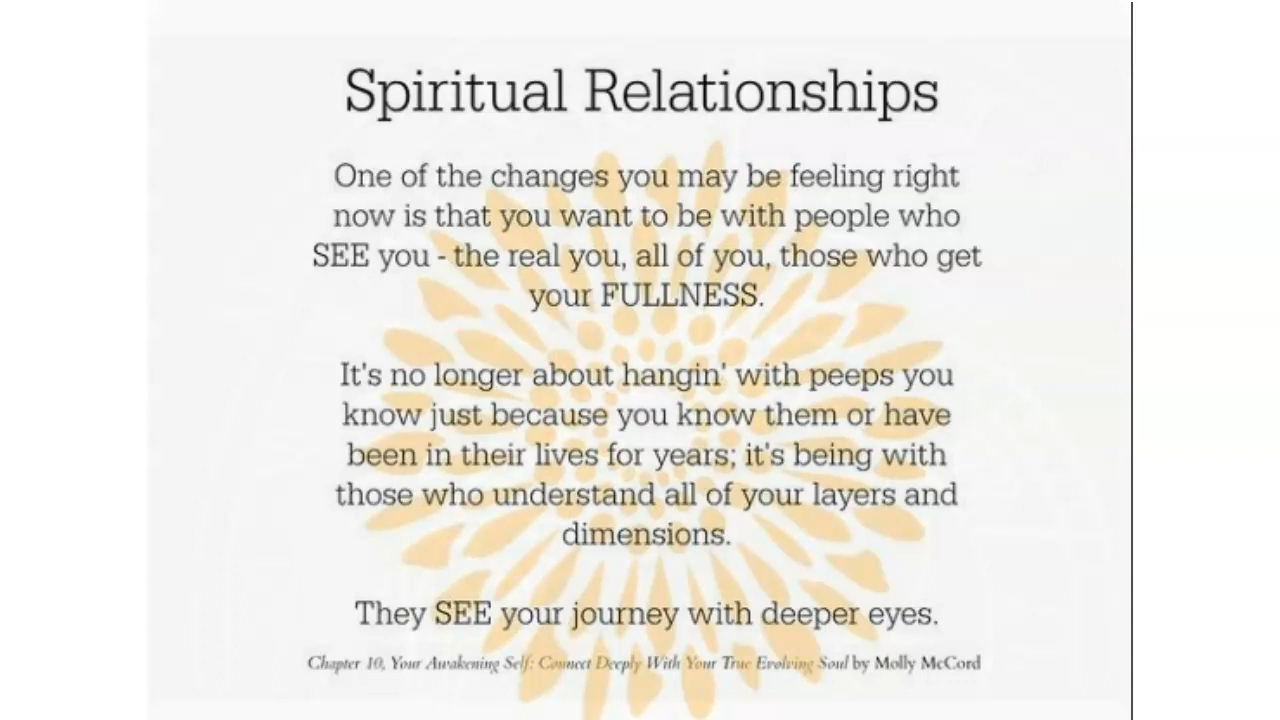 Spiritual Relationships
One of the changes you may be feeling right
now is that you want to be with people who
SEE you - the real you, all of you, those who get
your FULLNESS.
It's no longer about hangin' with peeps you
know just because you know them or have
been in their lives for years; it's being with
those who understand all of your layers and
dimensions.
They SEE your journey with deeper eyes.
Chapter 10, Your Awakening Self: Connect Deeply With Your True Evolving Soul by Molly McCord